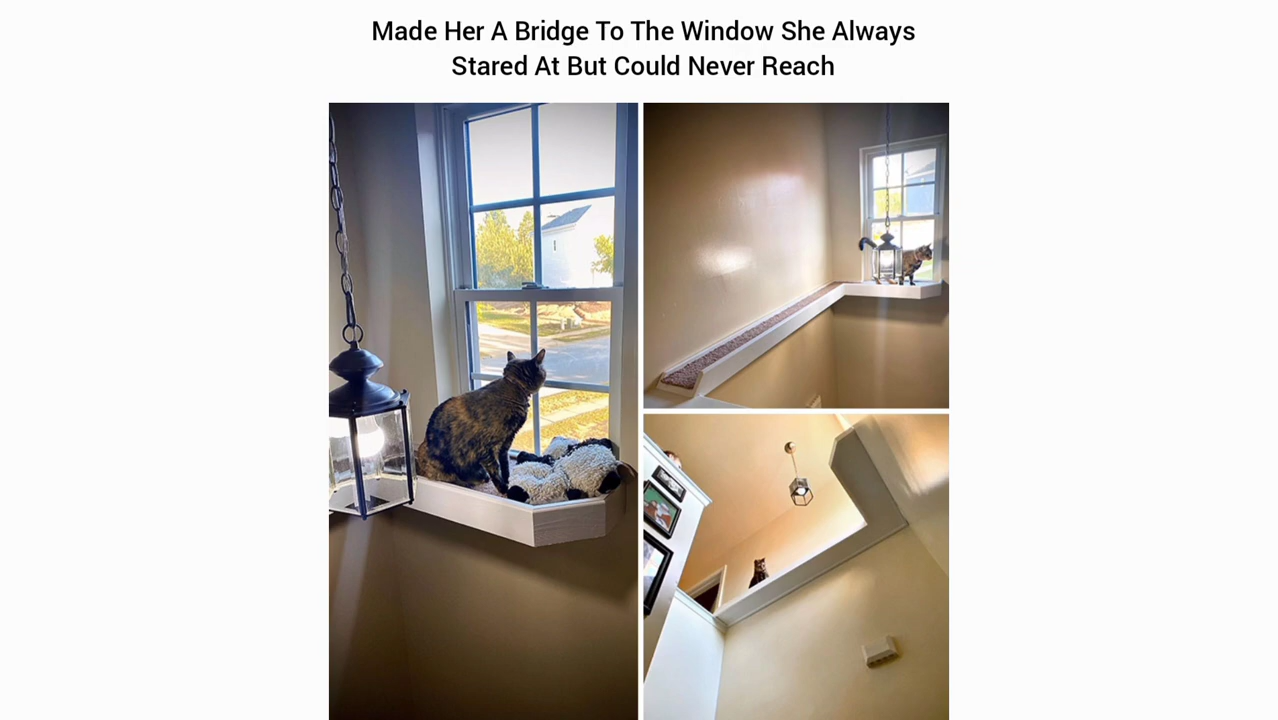 Made Her A Bridge To The Window She Always
Stared At But Could Never Reach